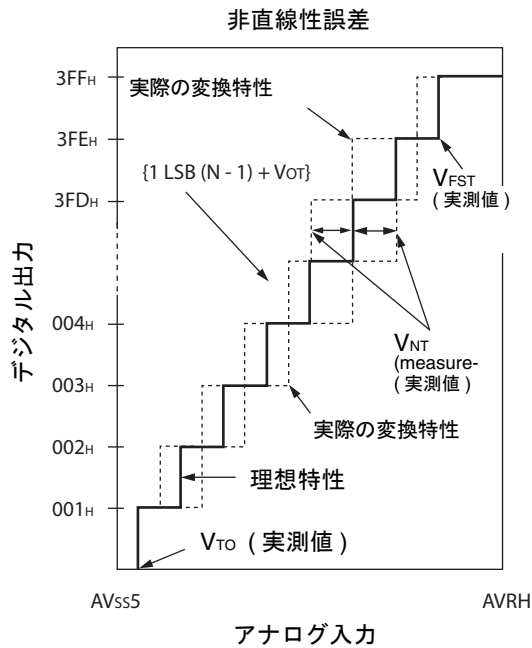 非直線性誤差
3FFH
実際の変換特性
3FEH
{1 LSB (N - 1) + VOT}
VFST
(実測値)
3FDH
デジタル出力
004H
VNT
(measure-
(実測値)
003H
実際の変換特性
002H
理想特性
001H
VTO (実測値)
AVSS5
AVRH
アナログ入力